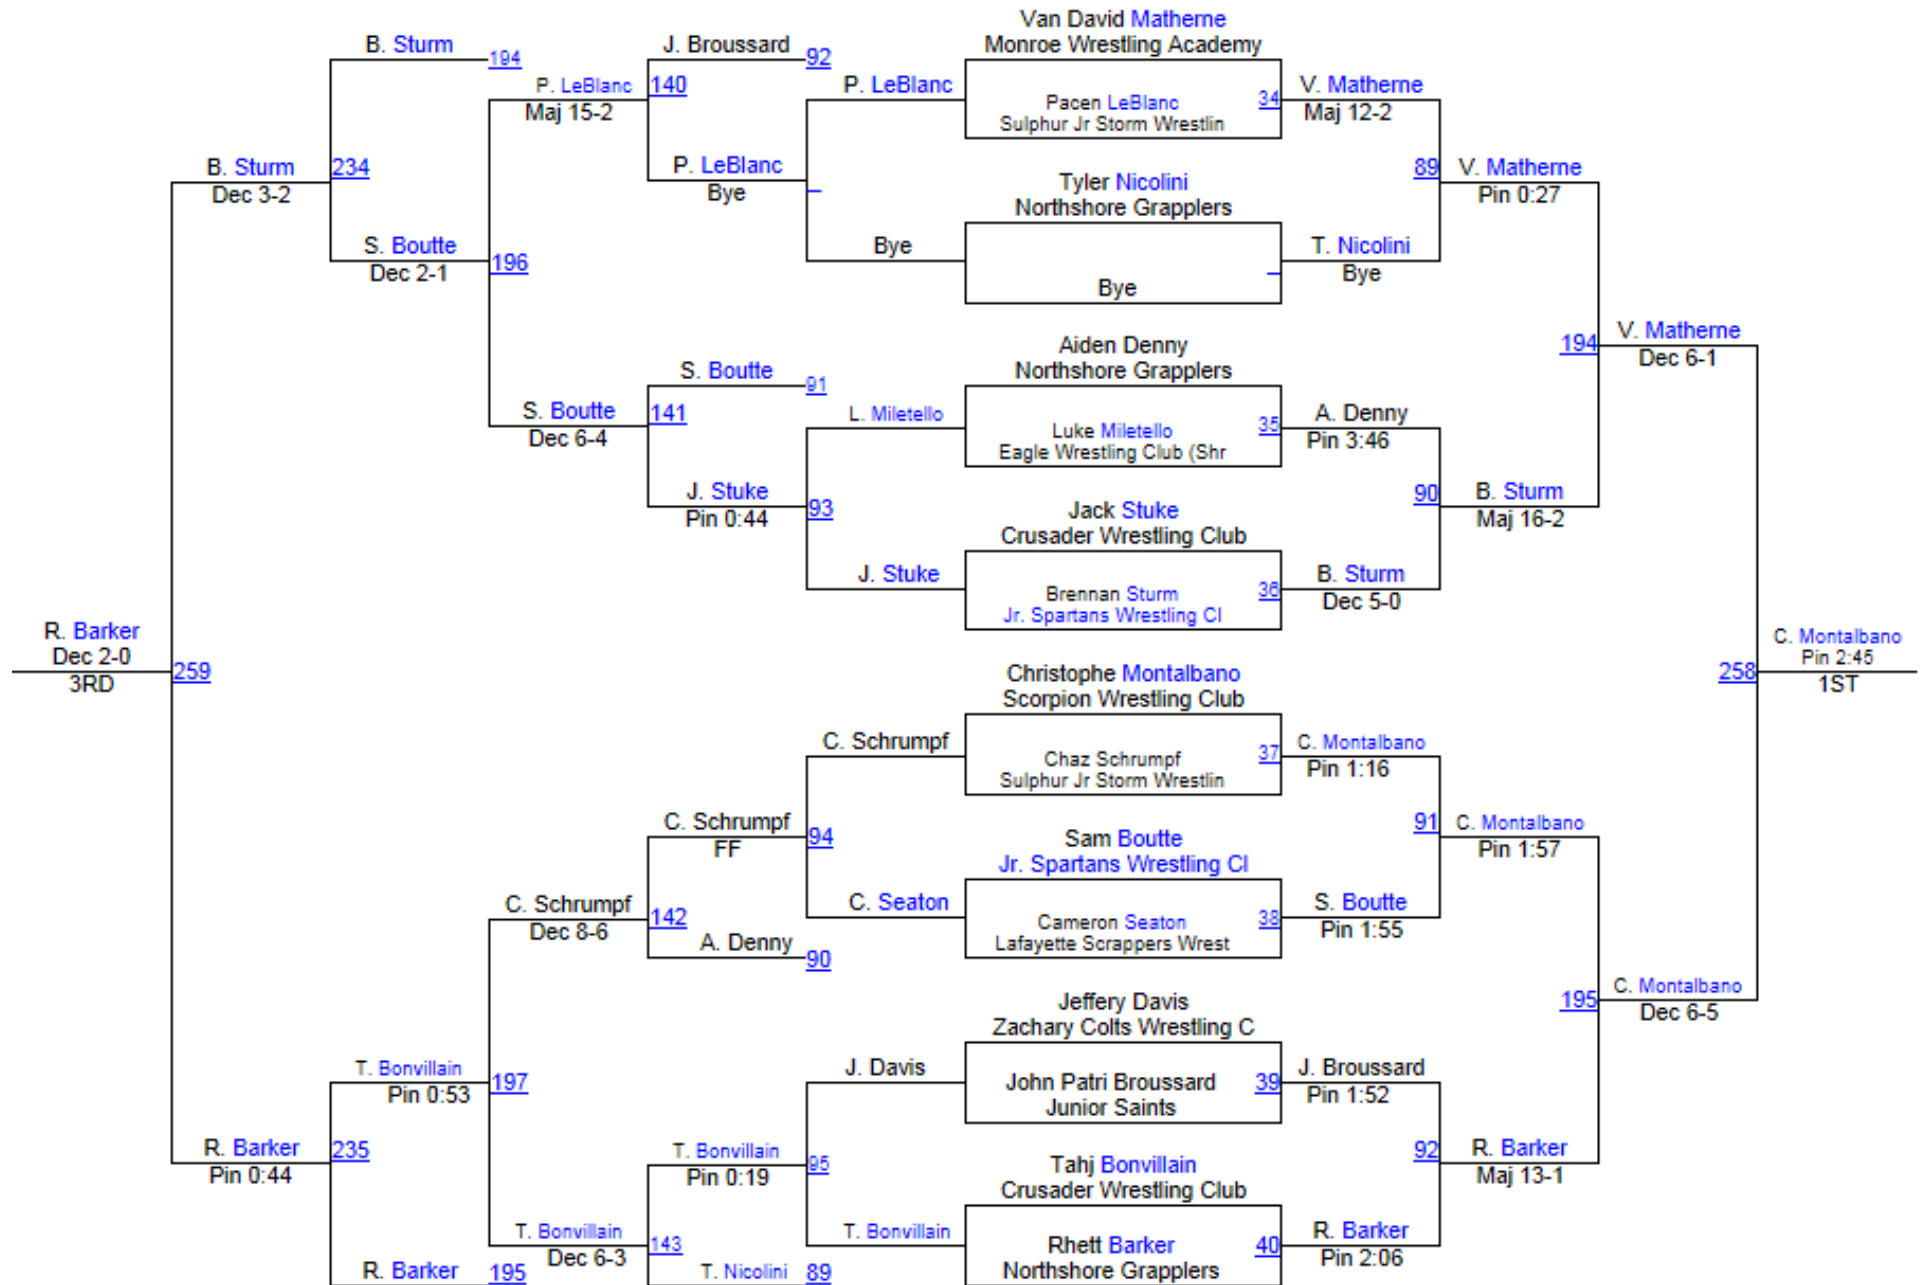 Van David Matherne
Monroe Wrestling Academy
B. Sturm
194
J. Broussard
92
P. LeBlanc
Maj 15-2
140
P. LeBlanc
Pacen LeBlanc
Sulphur Jr Storm Wrestlin
34
V. Matherne
Maj 12-2
B. Sturm
Dec 3-2
234
P. LeBlanc
Bye
Tyler Nicolini
Northshore Grapplers
89
V. Matherne
Pin 0:27
S. Boutte
Dec 2-1
196
Bye
Bye
T. Nicolini
Bye
Aiden Denny
Northshore Grapplers
194
V. Matherne
Dec 6-1
S. Boutte
91
S. Boutte
Dec 6-4
141
L. Miletello
Luke Miletello
Eagle Wrestling Club (Shr
35
A. Denny
Pin 3:46
J. Stuke
Pin 0:44
93
Jack Stuke
Crusader Wrestling Club
90
B. Sturm
Maj 16-2
J. Stuke
Brennan Sturm
Jr. Spartans Wrestling Cl
36
B. Sturm
Dec 5-0
R. Barker
Dec 2-0
3RD
259
Christophe Montalbano
Scorpion Wrestling Club
258
C. Montalbano
Pin 2:45
1ST
C. Schrumpf
Chaz Schrumpf
Sulphur Jr Storm Wrestlin
37
C. Montalbano
Pin 1:16
C. Schrumpf
FF
94
Sam Boutte
Jr. Spartans Wrestling Cl
91
C. Montalbano
Pin 1:57
C. Schrumpf
Dec 8-6
142
C. Seaton
Cameron Seaton
Lafayette Scrappers Wrest
38
S. Boutte
Pin 1:55
A. Denny
90
Jeffery Davis
Zachary Colts Wrestling C
195
C. Montalbano
Dec 6-5
T. Bonvillain
Pin 0:53
197
J. Davis
John Patri Broussard
Junior Saints
39
J. Broussard
Pin 1:52
R. Barker
Pin 0:44
235
T. Bonvillain
Pin 0:19
95
Tahj Bonvillain
Crusader Wrestling Club
92
R. Barker
Maj 13-1
T. Bonvillain
Dec 6-3
143
T. Bonvillain
Rhett Barker
Northshore Grapplers
40
R. Barker
Pin 2:06
R. Barker
195
T. Nicolini
89